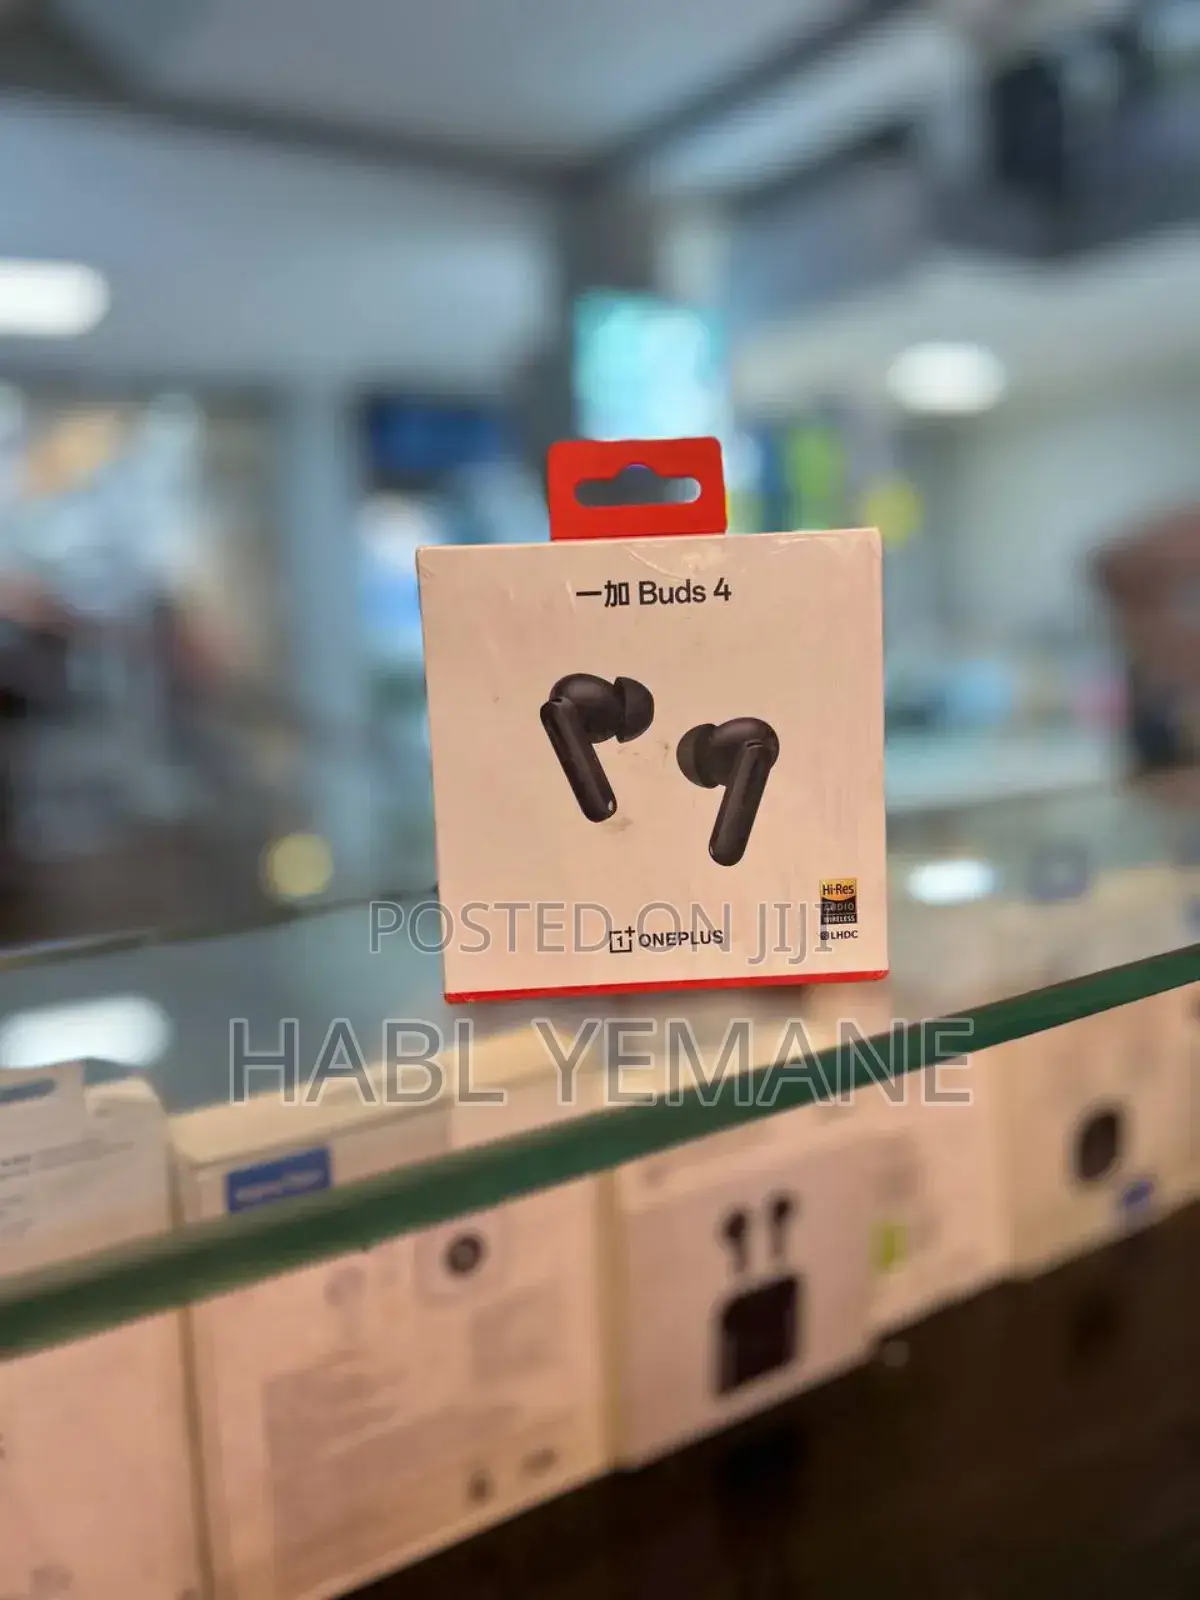 一加 Buds 4
Hi-Res
AUDIO
WIRELESS
LHDC
1+ ONEPLUS
POSTED ON JIJI
HABL YEMANE